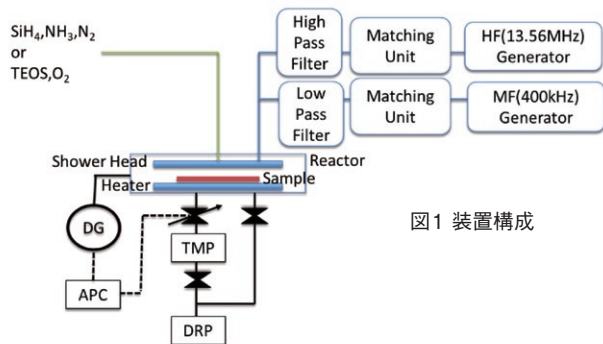 SiH4,NH3,N2
or
TEOS,O2
High
Pass
Filter
Matching
Unit
HF(13.56MHz)
Generator
Low
Pass
Filter
Matching
Unit
MF(400kHz)
Generator
Shower Head
Reactor
Heater
Sample
DG
TMP
APC
DRP
図1 装置構成